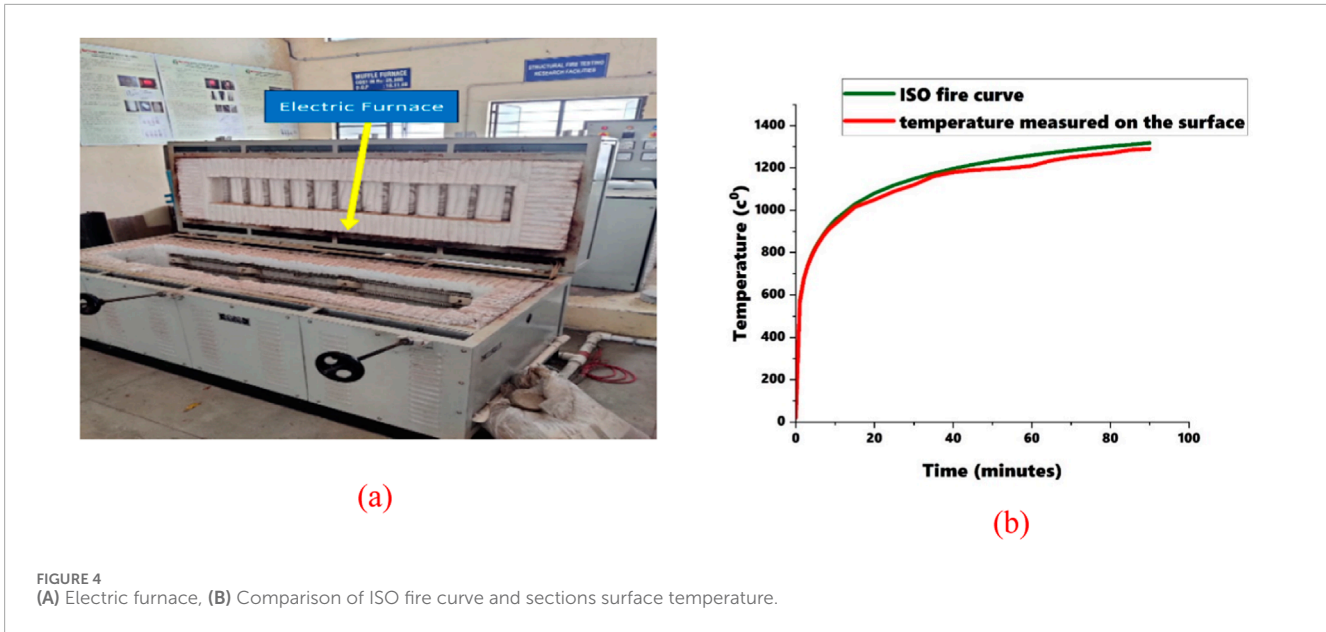 MUFFLE FURNACE
STRUCTURAL FIRE TESTING
RESEARCH FACILITIES
Electric Furnace
(a)
ISO fire curve
temperature measured on the surface
1400
1200
1000
800
600
400
200
0
Temperature (c⁰)
0 20 40 60 80 100
Time (minutes)
(b)
FIGURE 4
(A) Electric furnace, (B) Comparison of ISO fire curve and sections surface temperature.